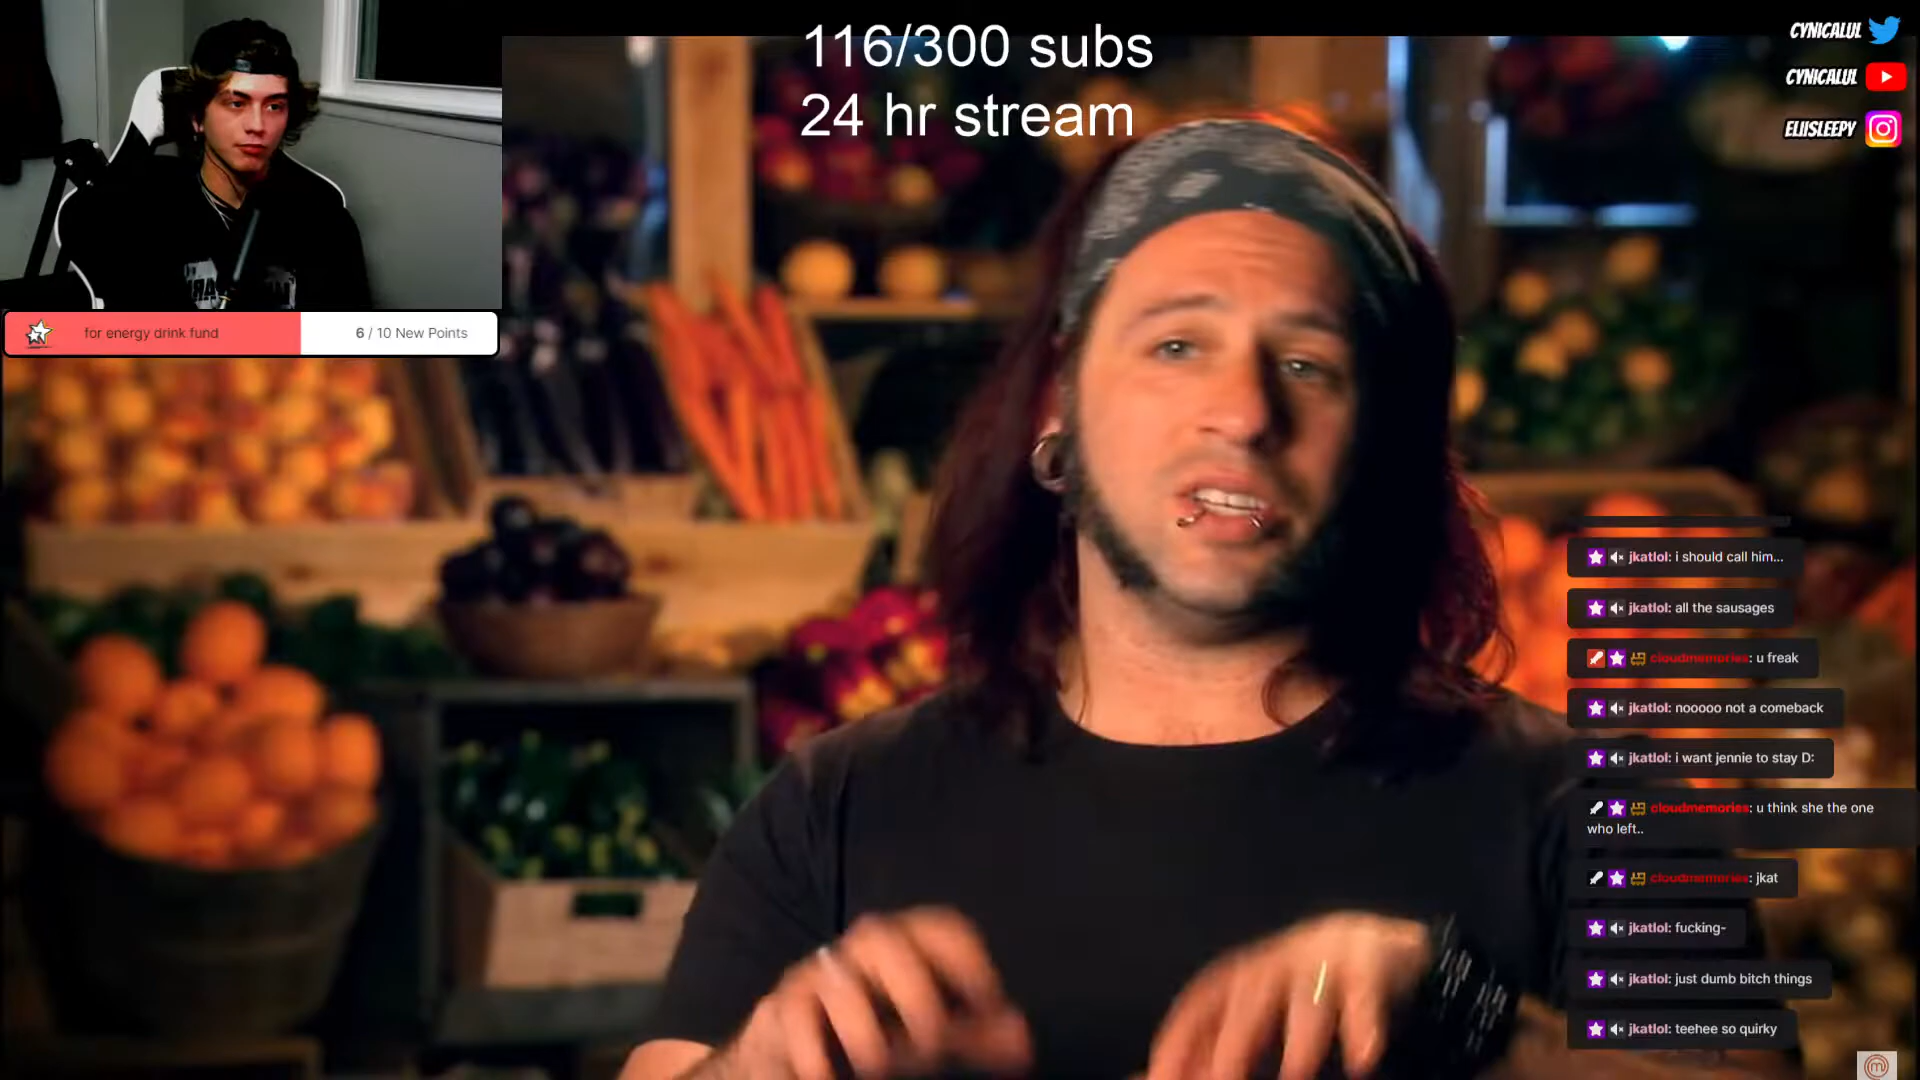 116/300 subs
24 hr stream
CYNICALUL
CYNICALUL
ELIISLEEPY
for energy drink fund
6 / 10 New Points
jkatlol: i should call him...
jkatlol: all the sausages
cloudmemories: u freak
jkatlol: nooooo not a comeback
jkatlol: i want jennie to stay D:
cloudmemories: u think she the one
who left..
cloudmemories: jkat
jkatlol: fucking-
jkatlol: just dumb bitch things
jkatlol: teehee so quirky